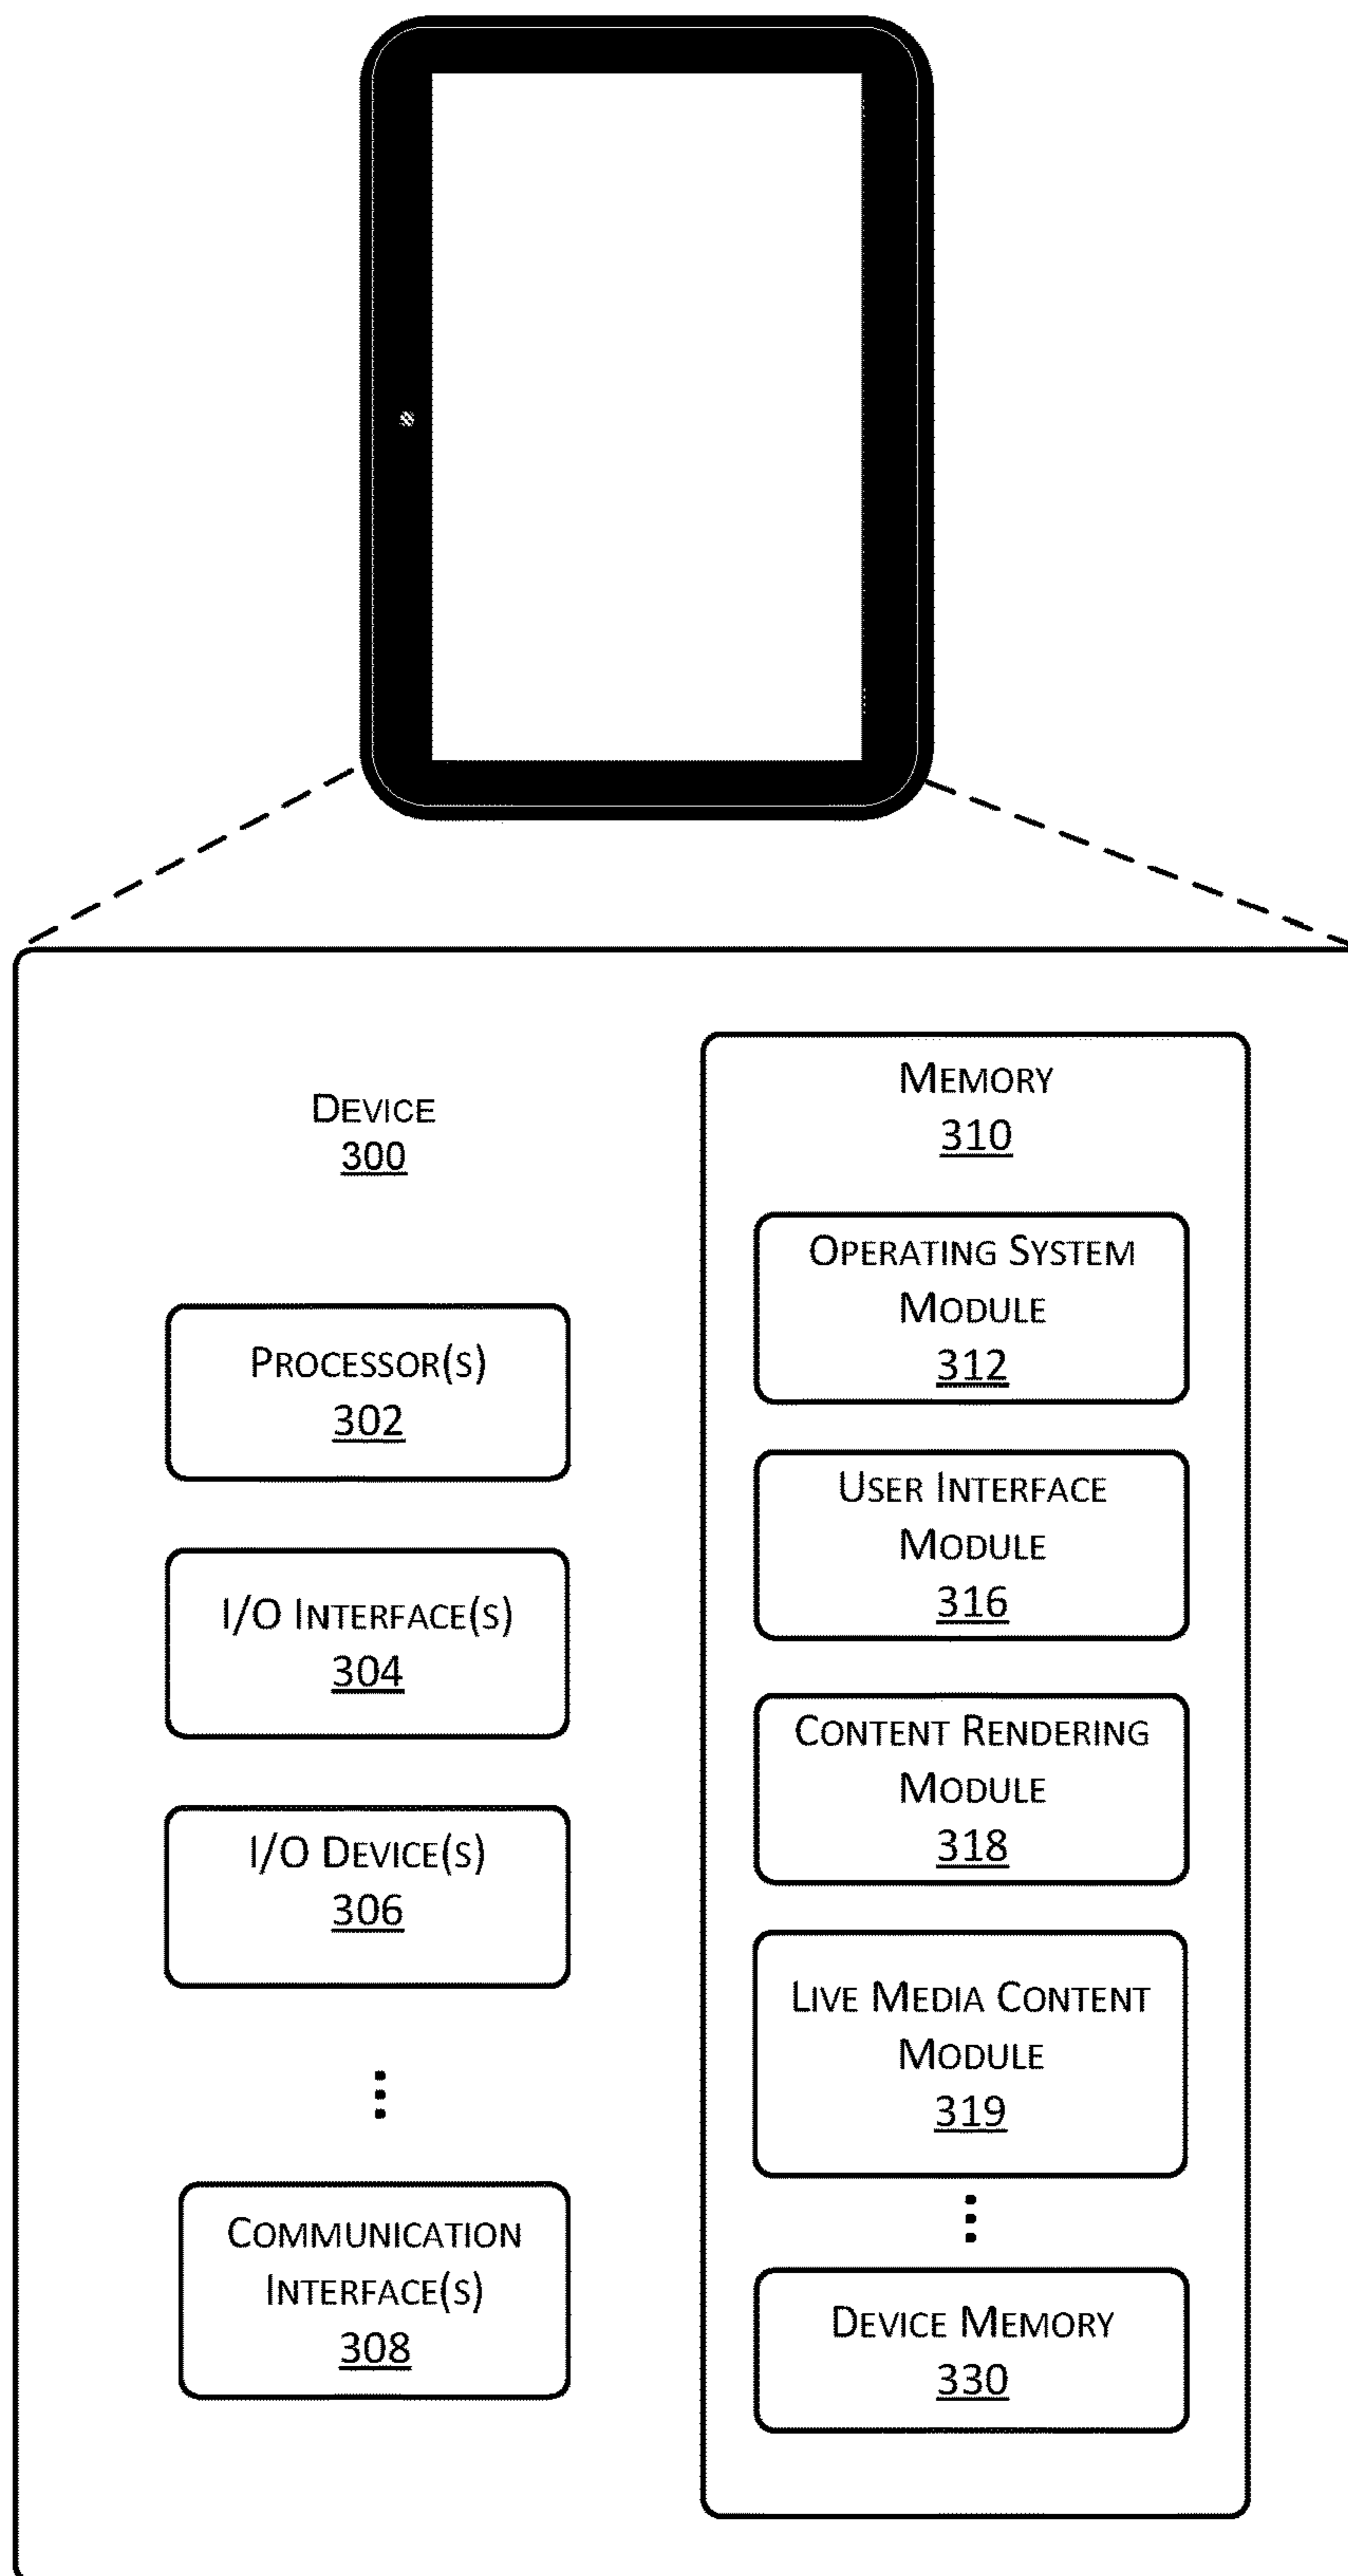 DEVICE
300
PROCESSOR(S)
302
I/O INTERFACE(S)
304
I/O DEVICE(S)
306
COMMUNICATION
INTERFACE(S)
308
MEMORY
310
OPERATING SYSTEM
MODULE
312
USER INTERFACE
MODULE
316
CONTENT RENDERING
MODULE
318
LIVE MEDIA CONTENT
MODULE
319
DEVICE MEMORY
330